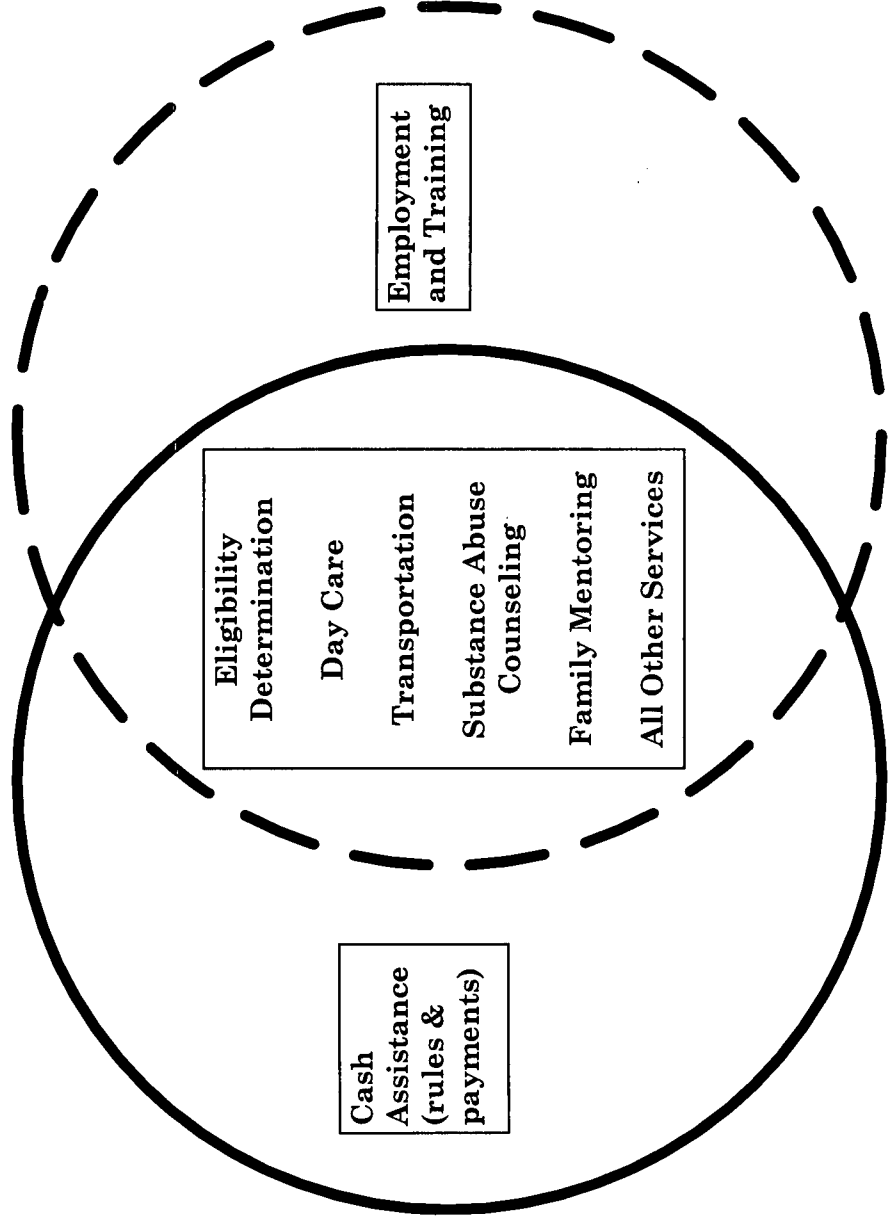 Employment
and Training
Eligibility
Determination
Day Care
Transportation
Substance Abuse
Counseling
Family Mentoring
All Other Services
Cash
Assistance
(rules &
payments)